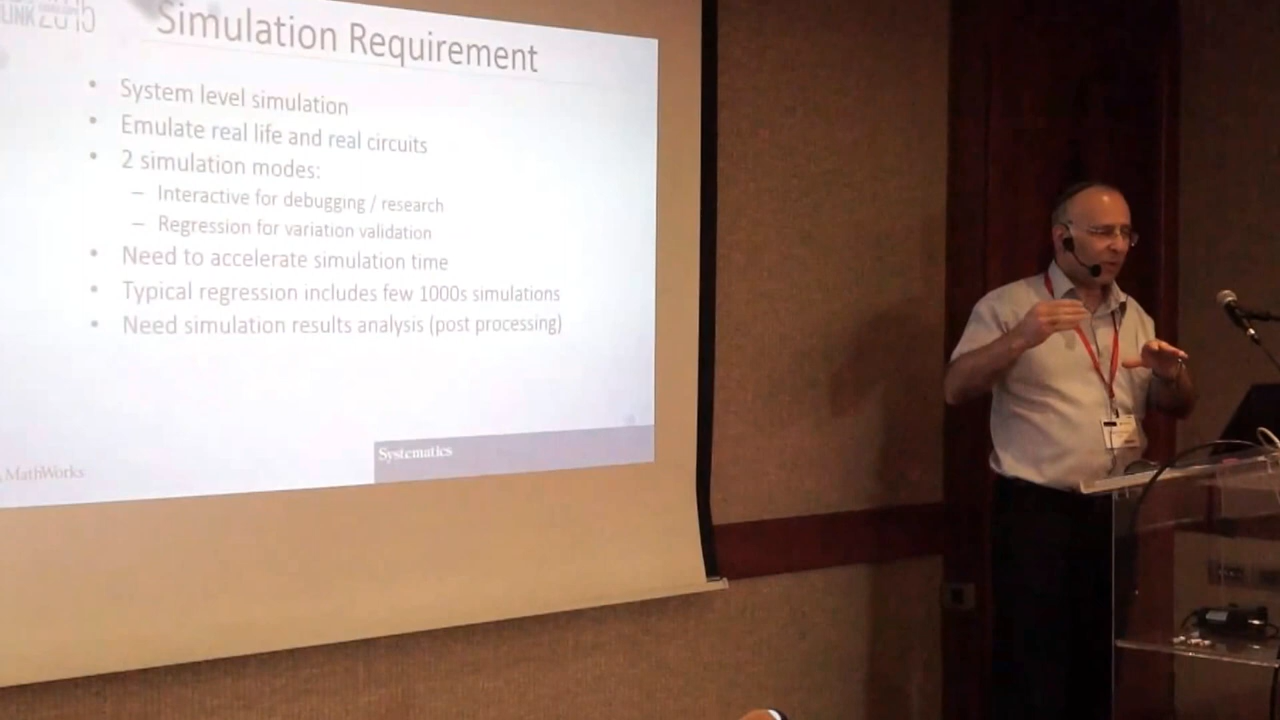 LINK 2015
Simulation Requirement
• System level simulation
• Emulate real life and real circuits
• 2 simulation modes:
– Interactive for debugging / research
– Regression for variation validation
• Need to accelerate simulation time
• Typical regression includes few 1000s simulations
• Need simulation results analysis (post processing)
MathWorks
Systematics